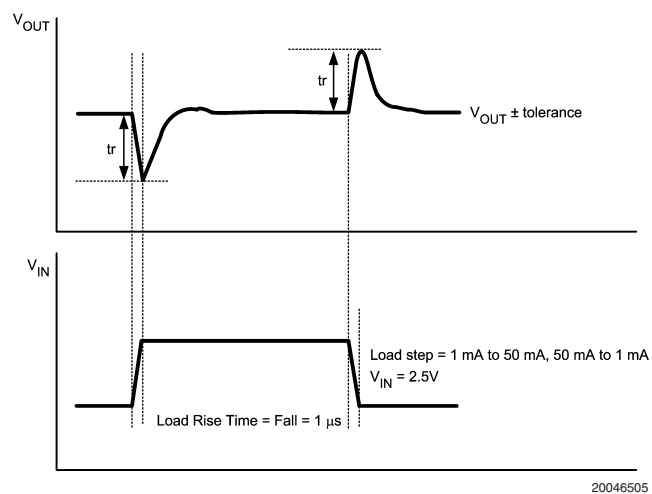 VOUT
tr
tr
VOUT ± tolerance
VIN
Load step = 1 mA to 50 mA, 50 mA to 1 mA
VIN = 2.5V
Load Rise Time = Fall = 1 μs
20046505